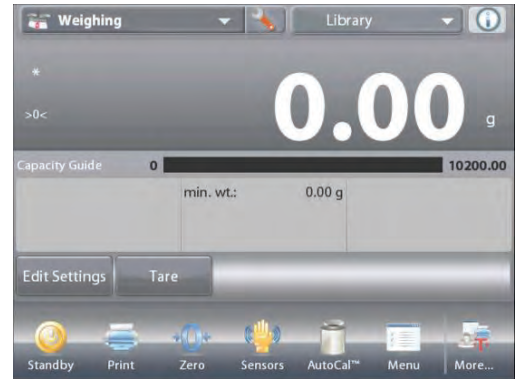 Weighing Library
*
>0<
0.00 g
Capacity Guide 0 10200.00
min. wt.: 0.00 g
Edit Settings Tare
Standby Print Zero Sensors AutoCal™ Menu More...